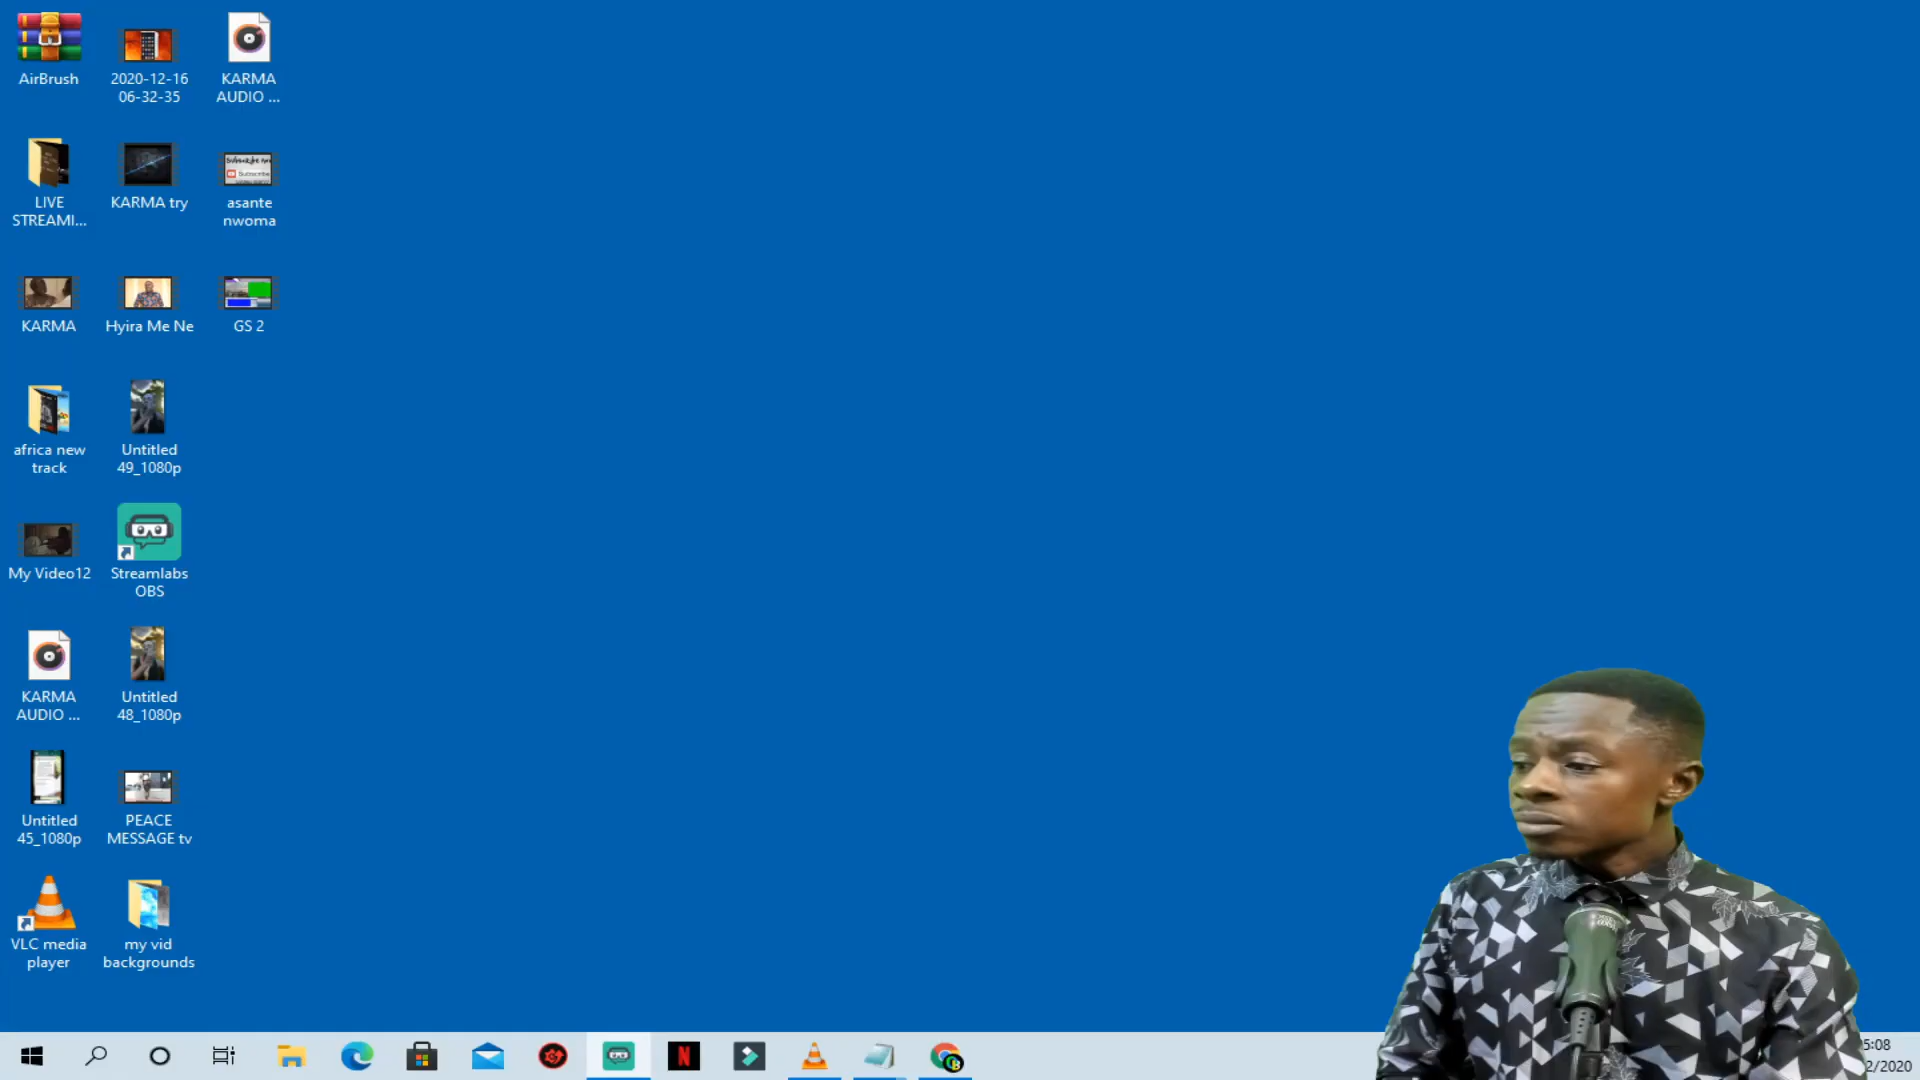 AirBrush
2020-12-16
06-32-35
KARMA
AUDIO ...
LIVE
STREAMI...
KARMA try
Subscribe
asante
nwoma
KARMA
Hyira Me Ne
GS 2
africa new
track
Untitled
49_1080p
My Video12
Streamlabs
OBS
KARMA
AUDIO ...
Untitled
48_1080p
Untitled
45_1080p
PEACE
MESSAGE tv
VLC media
player
my vid
backgrounds
N
5:08
2/2020